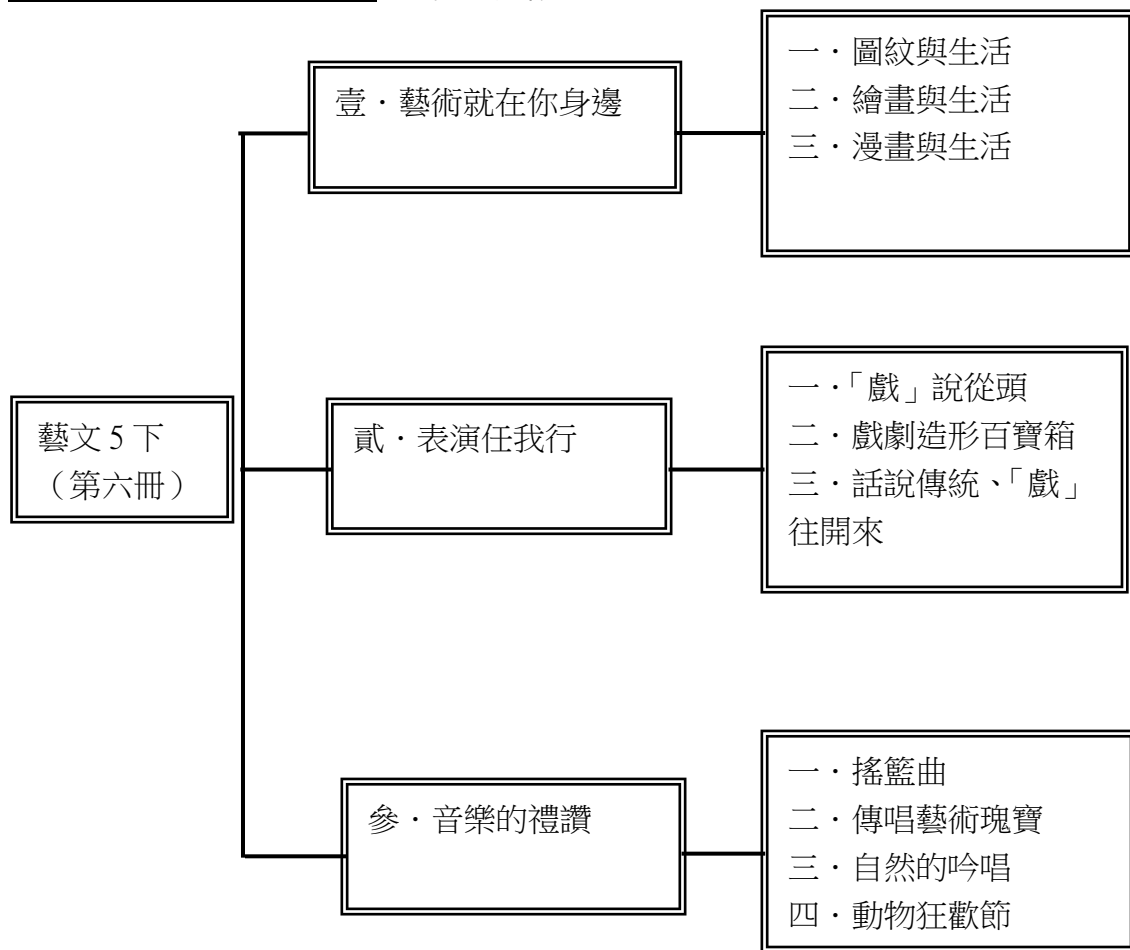 藝文 5 下
（第六冊）
壹．藝術就在你身邊
一．圖紋與生活
二．繪畫與生活
三．漫畫與生活
貳．表演任我行
一．「戲」說從頭
二．戲劇造形百寶箱
三．話說傳統、「戲」
往開來
參．音樂的禮讚
一．搖籃曲
二．傳唱藝術瑰寶
三．自然的吟唱
四．動物狂歡節